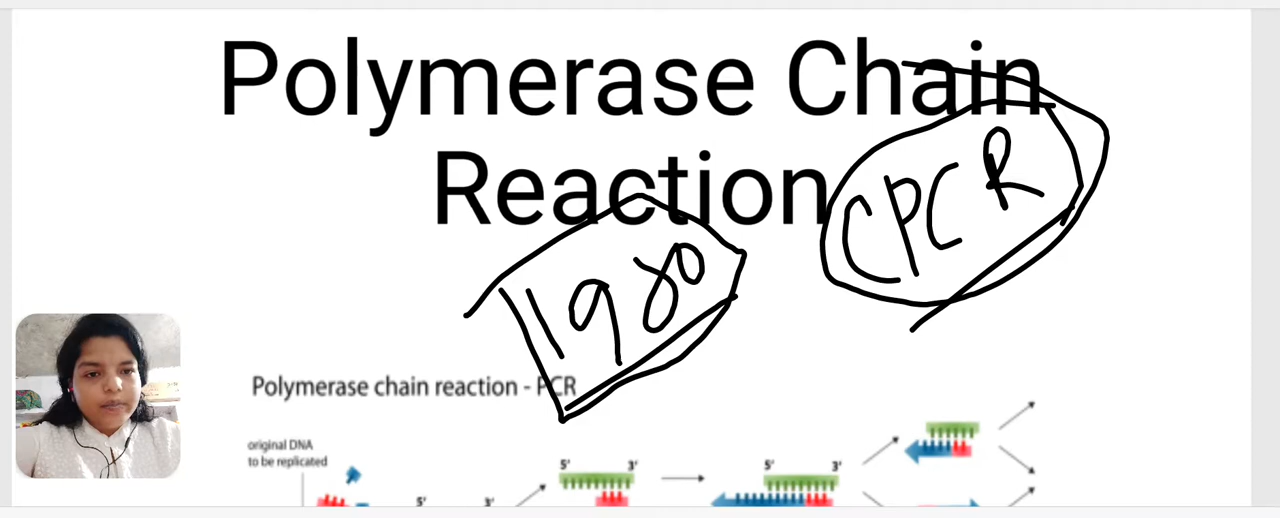 Polymerase Chain
Reaction
CPCR
1980
Polymerase chain reaction - PCR
original DNA
to be replicated
5' 3'
5' 3'
5' 3'